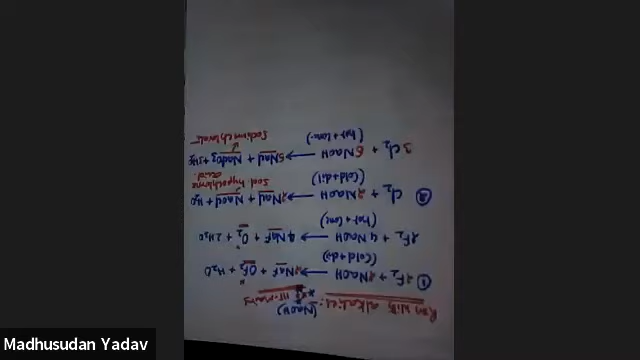 Rxn with alkalies:
(NaOH)
① 2F₂ + 2NaOH → 2NaF + OF₂ + H₂O
(cold + dil)
2F₂ + 4NaOH → 4NaF + O₂ + 2H₂O
(hot + conc)
② Cl₂ + 2NaOH → NaCl + NaOCl + H₂O
(cold + dil) Sod hypochlorous acid.
3Cl₂ + 6NaOH → 5NaCl + NaClO₃ + 3H₂O
(hot + conc.) Sodium chlorate
Madhusudan Yadav